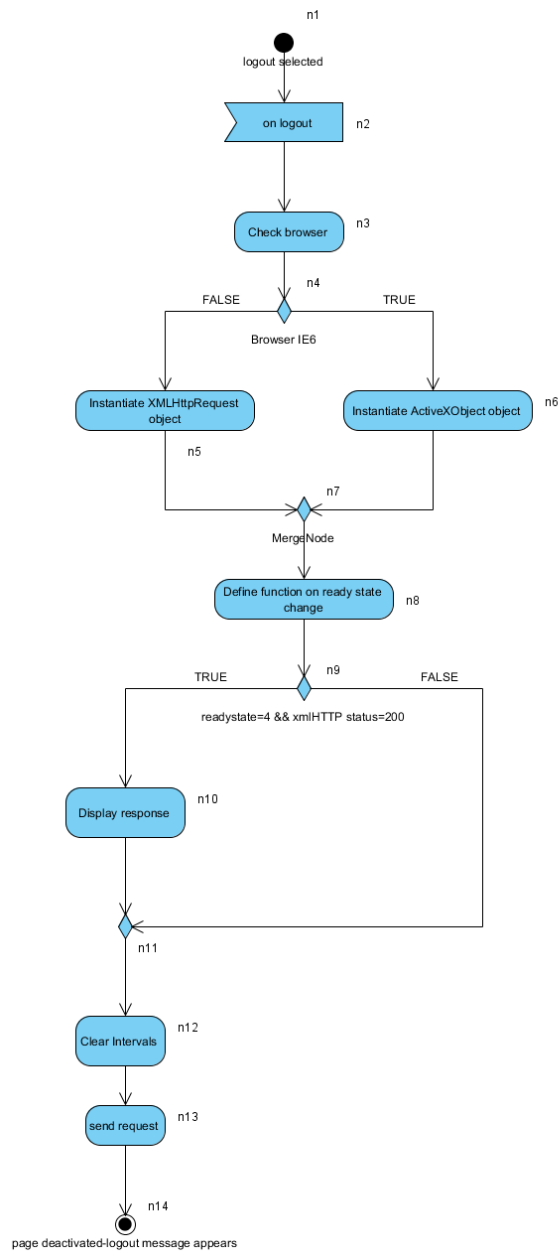 n1
logout selected
on logout
n2
Check browser
n3
n4
FALSE
TRUE
Browser IE6
Instantiate XMLHttpRequest
object
n5
Instantiate ActiveXObject object
n6
n7
MergeNode
Define function on ready state
change
n8
n9
TRUE
FALSE
readystate=4 && xmlHTTP status=200
Display response
n10
n11
Clear Intervals
n12
send request
n13
n14
page deactivated-logout message appears